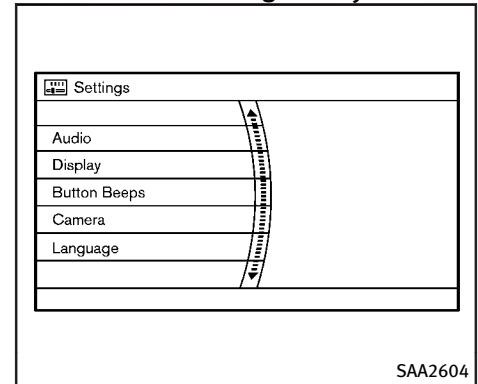 Settings
Audio
Display
Button Beeps
Camera
Language
SAA2604